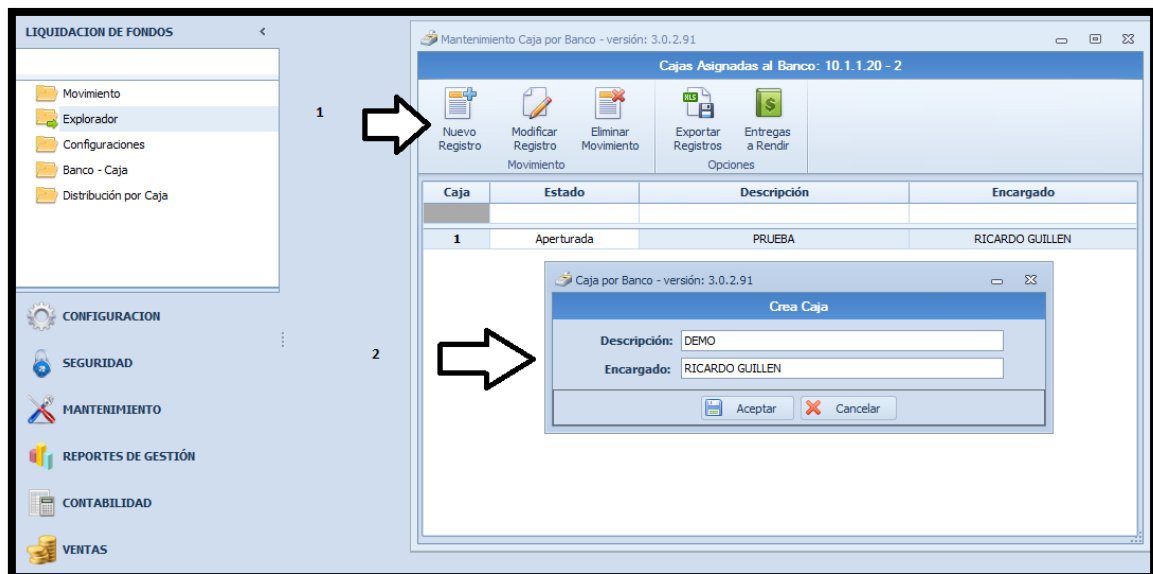 LIQUIDACION DE FONDOS <
Movimiento
Explorador
Configuraciones
Banco - Caja
Distribución por Caja
CONFIGURACION
SEGURIDAD
MANTENIMIENTO
REPORTES DE GESTIÓN
CONTABILIDAD
VENTAS
1
2
Mantenimiento Caja por Banco - versión: 3.0.2.91
Cajas Asignadas al Banco: 10.1.1.20 - 2
Nuevo Registro
Modificar Registro
Eliminar Movimiento
Exportar Registros
Entregas a Rendir
Movimiento
Opciones
Caja Estado Descripción Encargado
1 Aperturada PRUEBA RICARDO GUILLEN
Caja por Banco - versión: 3.0.2.91
Crea Caja
Descripción: DEMO
Encargado: RICARDO GUILLEN
Aceptar Cancelar